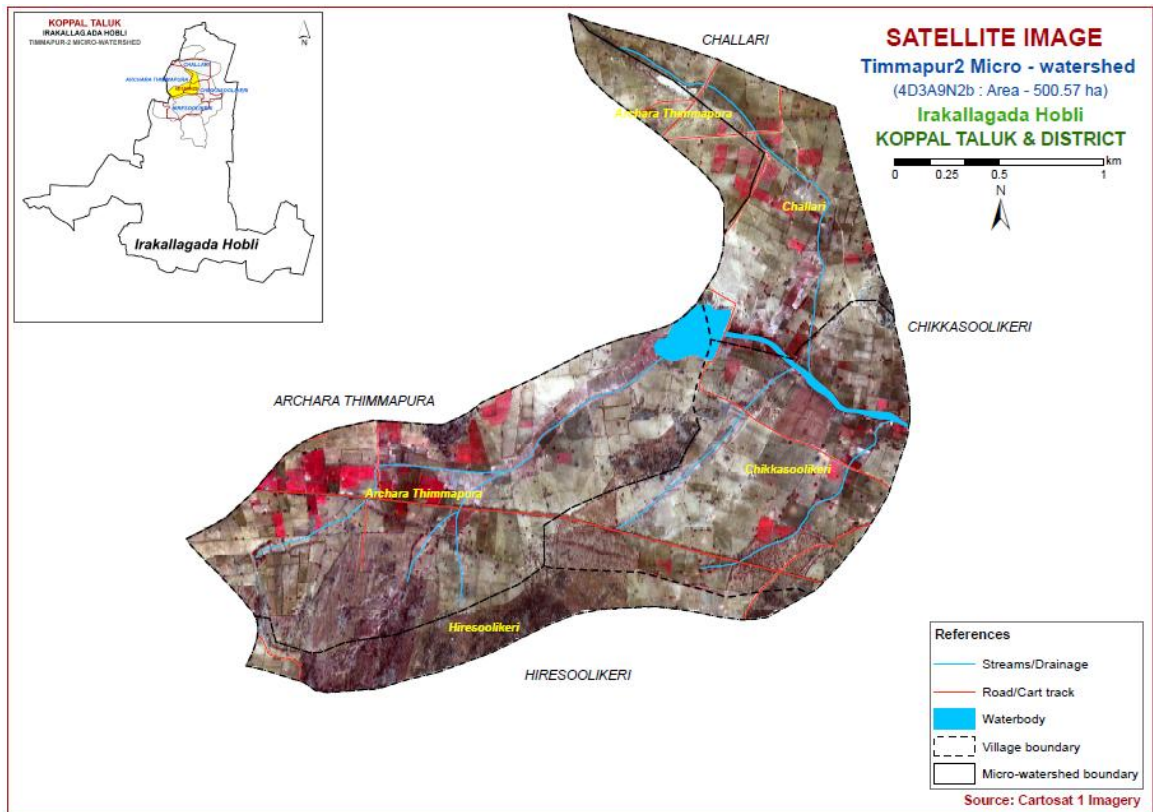 KOPPAL TALUK
IRAKALLAGADA HOBLI
TIMMAPUR-2 MICIRO-WATERSHED
N
CHALLARI
ARCHARA THIMMAPURA
CHIKKASOOLIKERI
HIRESOOLIKERI
Irakallagada Hobli
SATELLITE IMAGE
Timmapur2 Micro - watershed
(4D3A9N2b : Area - 500.57 ha)
Irakallagada Hobli
KOPPAL TALUK & DISTRICT
km
0 0.25 0.5 1
N
CHALLARI
Archara Thimmapura
Challari
CHIKKASOOLIKERI
ARCHARA THIMMAPURA
Chikkasoolikeri
Archara Thimmapura
Hiresoolikeri
HIRESOOLIKERI
References
Streams/Drainage
Road/Cart track
Waterbody
Village boundary
Micro-watershed boundary
Source: Cartosat 1 Imagery